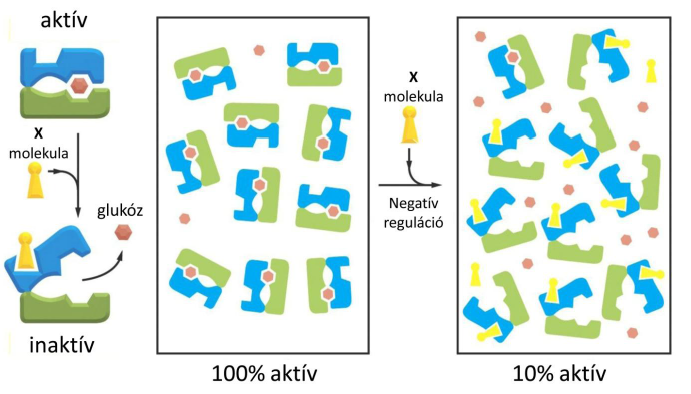 aktív
X
molekula
glukóz
inaktív
100% aktív
X
molekula
Negatív
reguláció
10% aktív